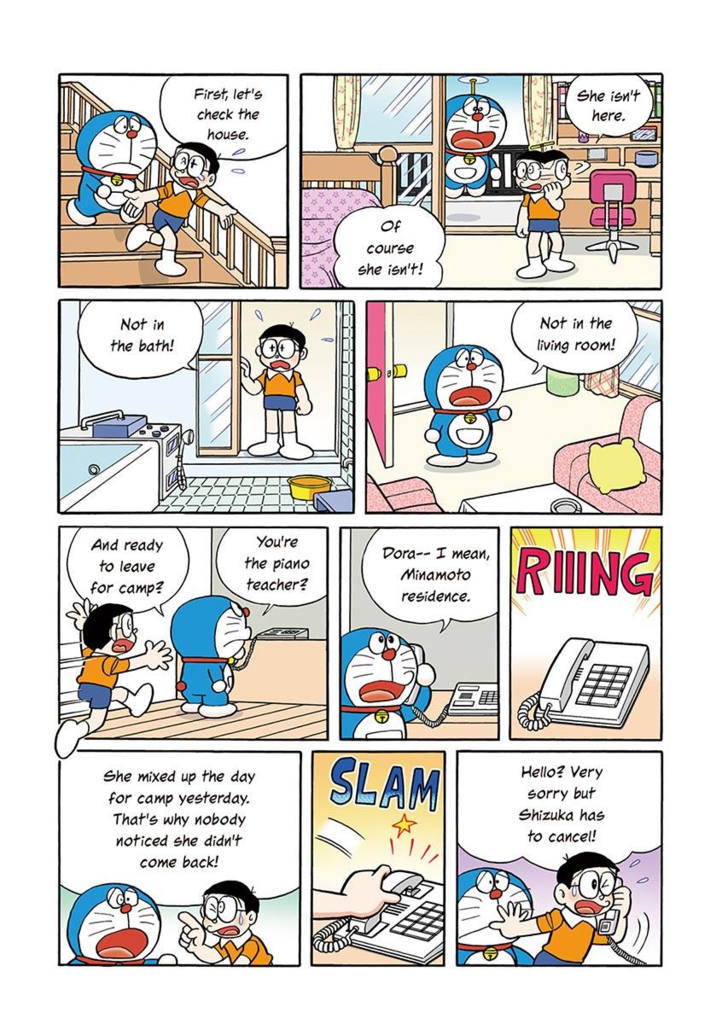 She isn't
here.
Of
course
she isn't!
First, let's
check the
house.
Not in the
living room!
Not in
the bath!
RIIING
Dora-- I mean,
Minamoto
residence.
You're
the piano
teacher?
And ready
to leave
for camp?
Hello? Very
sorry but
Shizuka has
to cancel!
SLAM
She mixed up the day
for camp yesterday.
That's why nobody
noticed she didn't
come back!